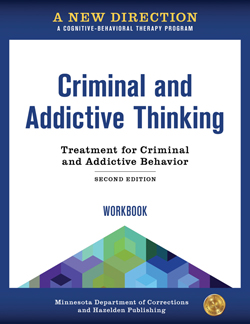 A NEW DIRECTION
A COGNITIVE-BEHAVIORAL THERAPY PROGRAM
Criminal and
Addictive Thinking
Treatment for Criminal
and Addictive Behavior
SECOND EDITION
WORKBOOK
Minnesota Department of Corrections
and Hazelden Publishing